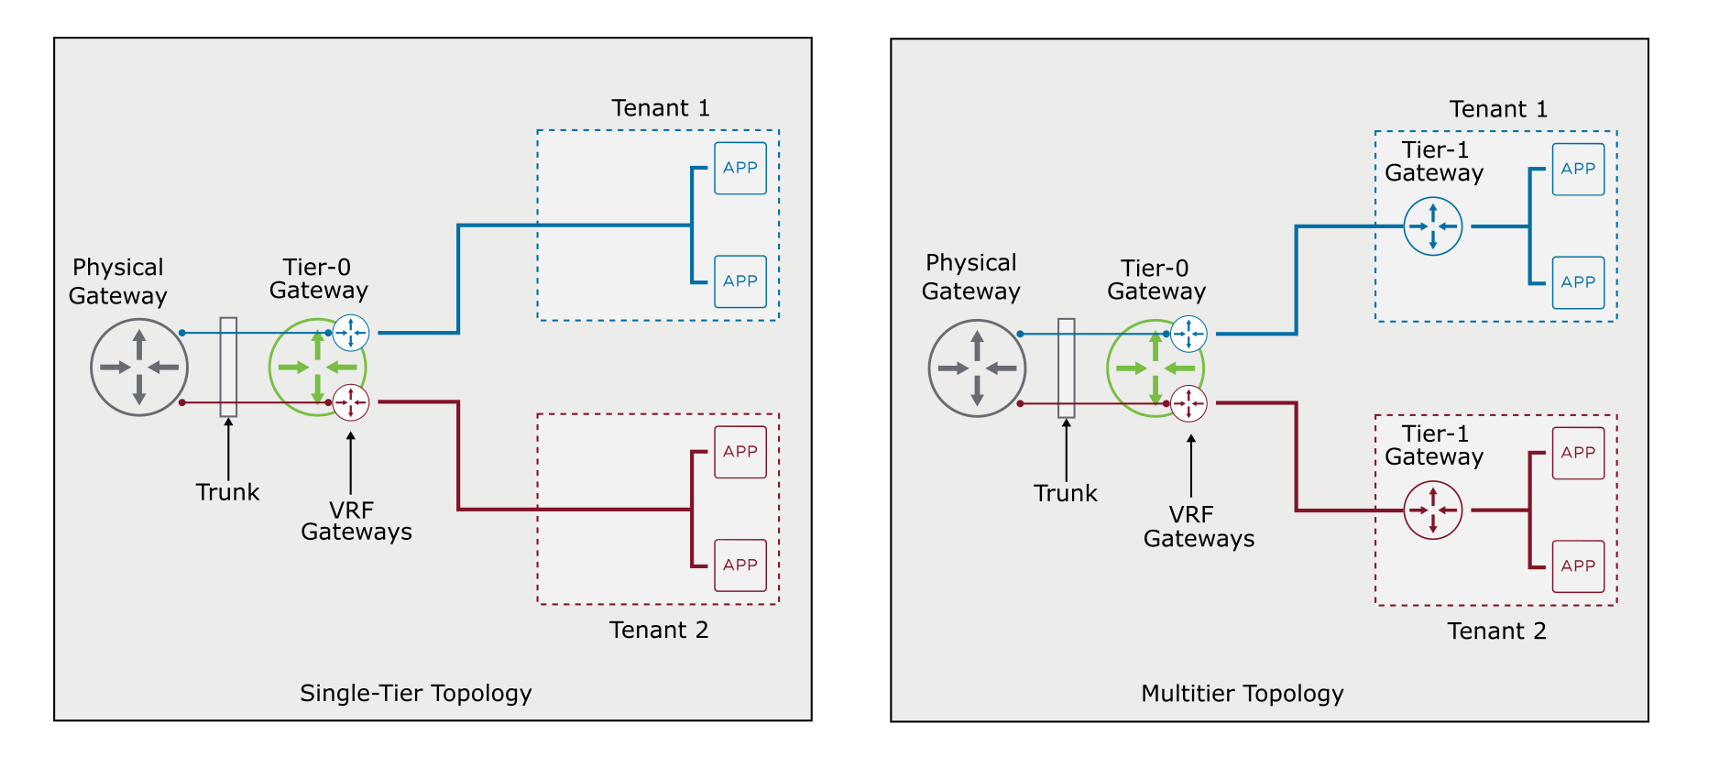 Tenant 1
APP
APP
Physical
Gateway
Tier-0
Gateway
Trunk
VRF
Gateways
APP
APP
Tenant 2
Single-Tier Topology
Tenant 1
Tier-1
Gateway
APP
APP
Physical
Gateway
Tier-0
Gateway
Trunk
VRF
Gateways
Tier-1
Gateway
APP
APP
Tenant 2
Multitier Topology